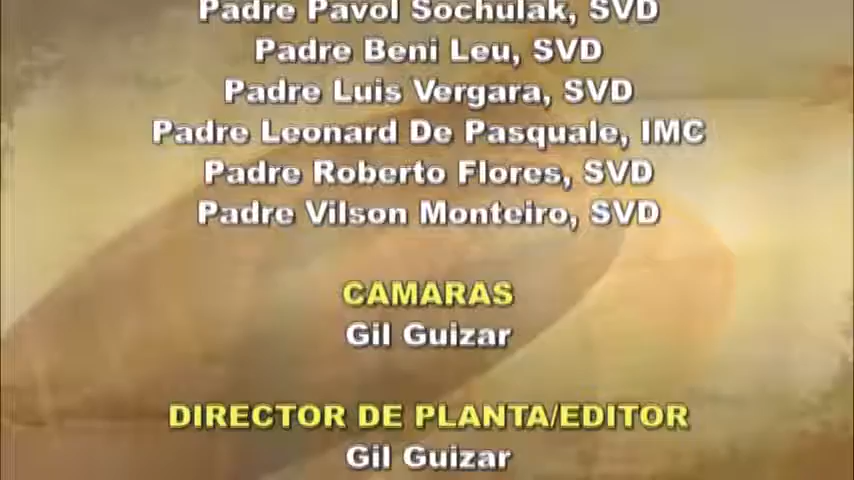 Padre Pavol Sochulak, SVD
Padre Beni Leu, SVD
Padre Luis Vergara, SVD
Padre Leonard De Pasquale, IMC
Padre Roberto Flores, SVD
Padre Vilson Monteiro, SVD
CAMARAS
Gil Guizar
DIRECTOR DE PLANTA/EDITOR
Gil Guizar